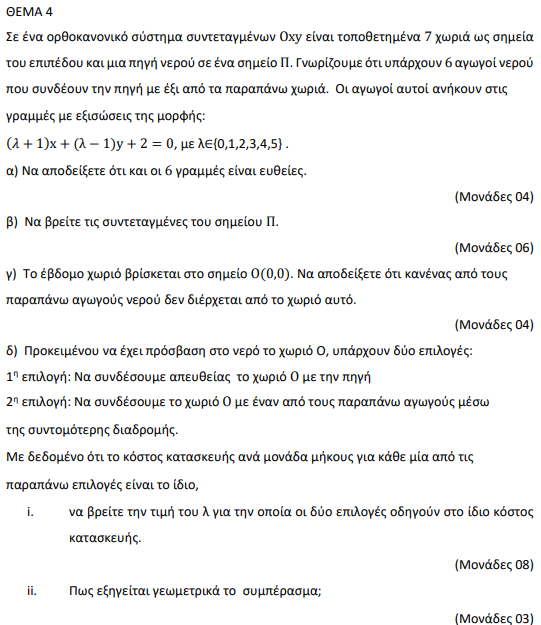 ΘΕΜΑ 4
Σε ένα ορθοκανονικό σύστημα συντεταγμένων Oxy είναι τοποθετημένα 7 χωριά ως σημεία
του επιπέδου και μια πηγή νερού σε ένα σημείο Π. Γνωρίζουμε ότι υπάρχουν 6 αγωγοί νερού
που συνδέουν την πηγή με έξι από τα παραπάνω χωριά. Οι αγωγοί αυτοί ανήκουν στις
γραμμές με εξισώσεις της μορφής:
(λ + 1)x + (λ − 1)y + 2 = 0, με λ∈{0,1,2,3,4,5} .
α) Να αποδείξετε ότι και οι 6 γραμμές είναι ευθείες.
(Μονάδες 04)
β) Να βρείτε τις συντεταγμένες του σημείου Π.
(Μονάδες 06)
γ) Το έβδομο χωριό βρίσκεται στο σημείο O(0,0). Να αποδείξετε ότι κανένας από τους
παραπάνω αγωγούς νερού δεν διέρχεται από το χωριό αυτό.
(Μονάδες 04)
δ) Προκειμένου να έχει πρόσβαση στο νερό το χωριό Ο, υπάρχουν δύο επιλογές:
1η επιλογή: Να συνδέσουμε απευθείας το χωριό O με την πηγή
2η επιλογή: Να συνδέσουμε το χωριό O με έναν από τους παραπάνω αγωγούς μέσω
της συντομότερης διαδρομής.
Με δεδομένο ότι το κόστος κατασκευής ανά μονάδα μήκους για κάθε μία από τις
παραπάνω επιλογές είναι το ίδιο,
i. να βρείτε την τιμή του λ για την οποία οι δύο επιλογές οδηγούν στο ίδιο κόστος
κατασκευής.
(Μονάδες 08)
ii. Πως εξηγείται γεωμετρικά το συμπέρασμα;
(Μονάδες 03)